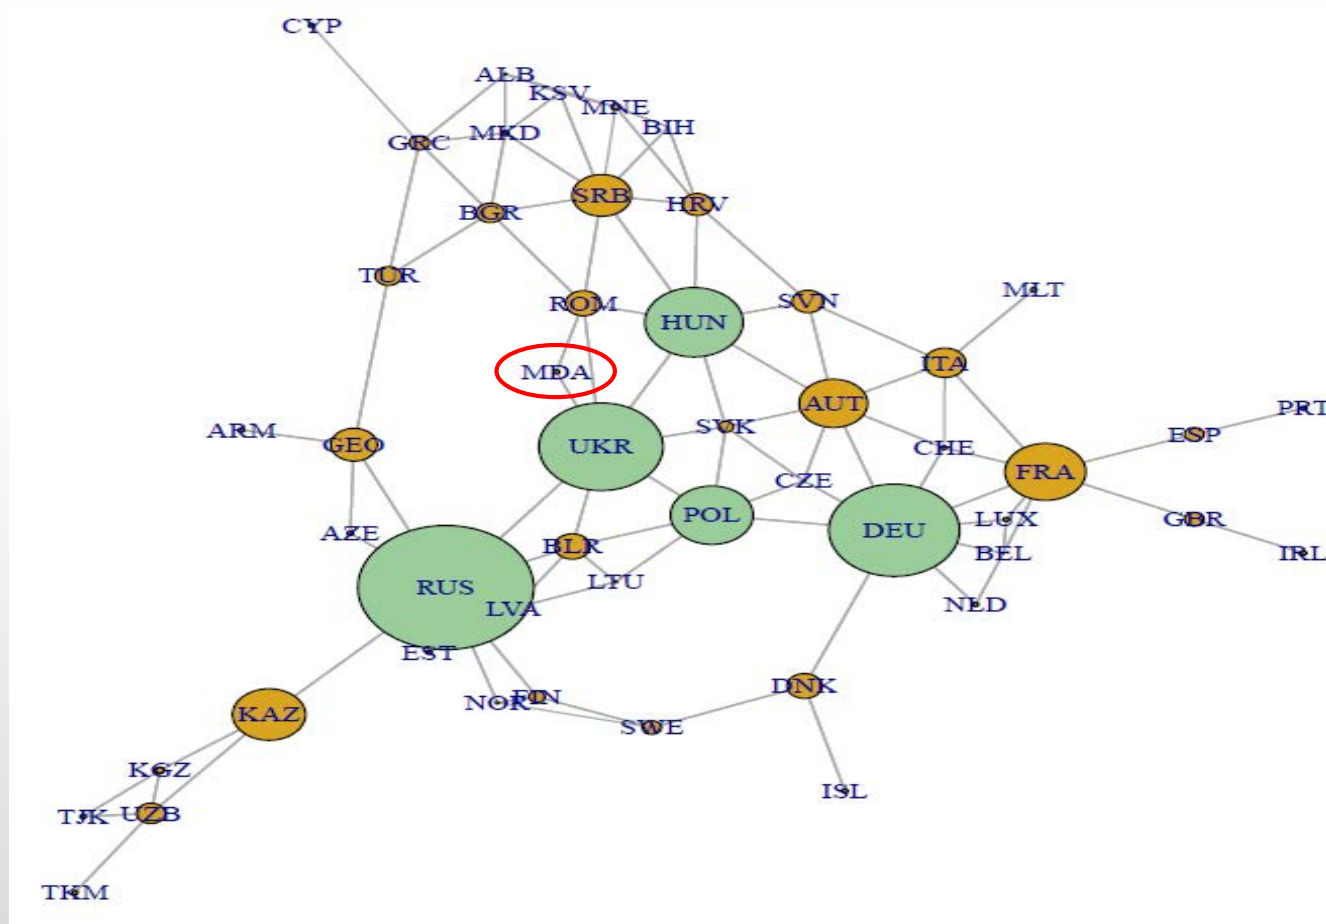 CYP
ALB
KSV
MNE
BIH
GRC
MKD
SRB
HRV
BGR
TUR
ROM
SVN
MLT
HUN
ITA
MDA
AUT
PRT
ARM
GEO
UKR
SVK
ESP
CHE
FRA
CZE
POL
DEU
LUX
GBR
AZE
BLR
BEL
IRL
RUS
LTU
LVA
NLD
EST
DNK
NOR
FIN
KAZ
SWE
KGZ
ISL
TJK
UZB
TKM